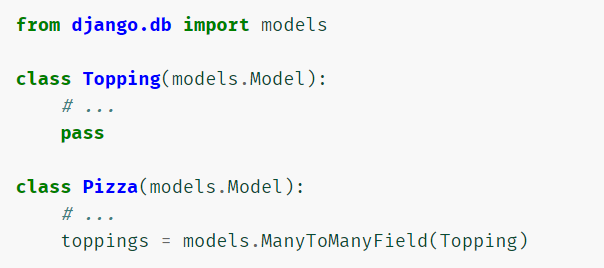 from django.db import models
class Topping(models.Model):
    # ...
    pass
class Pizza(models.Model):
    # ...
    toppings = models.ManyToManyField(Topping)